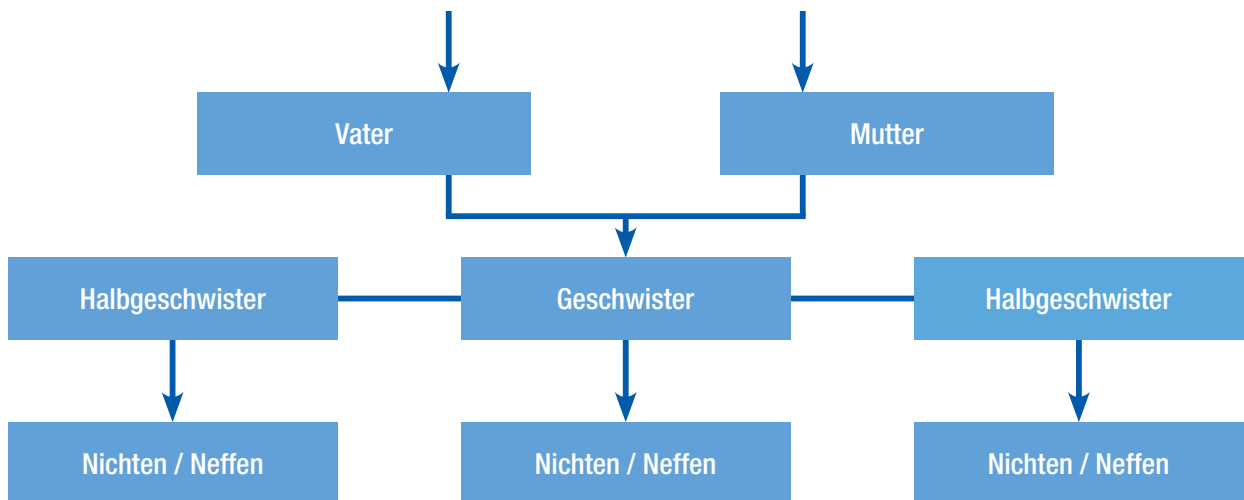 Vater
Mutter
Halbgeschwister
Geschwister
Halbgeschwister
Nichten / Neffen
Nichten / Neffen
Nichten / Neffen